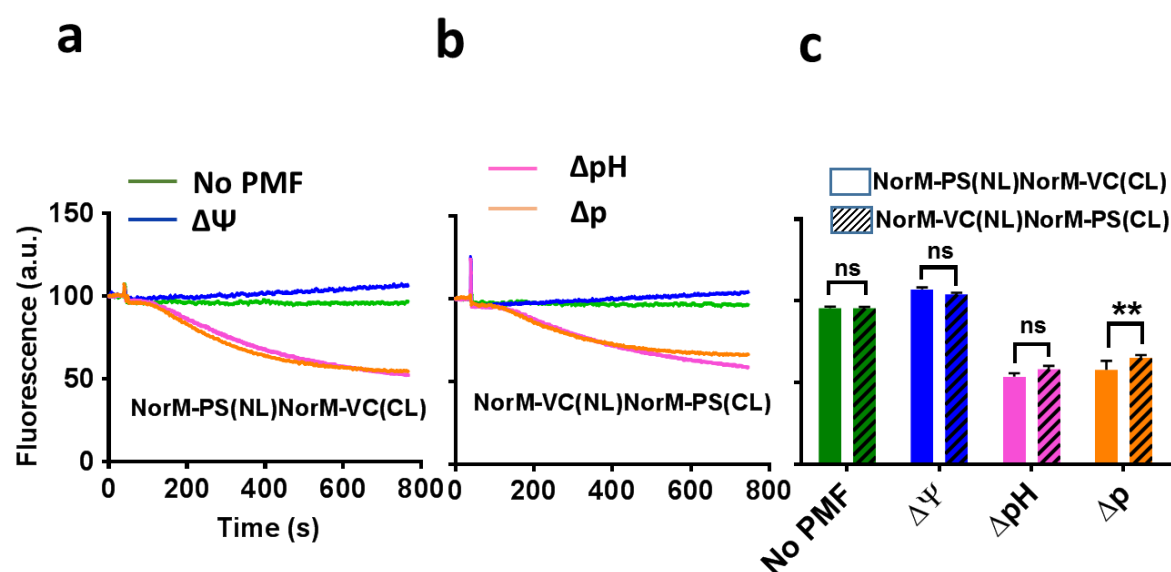 a
b
c
No PMF
ΔΨ
ΔpH
Δp
NorM-PS(NL)NorM-VC(CL)
NorM-VC(NL)NorM-PS(CL)
Fluorescence (a.u.)
150
100
50
0
NorM-PS(NL)NorM-VC(CL)
0
200
400
600
800
Time (s)
NorM-VC(NL)NorM-PS(CL)
0
200
400
600
800
Time (s)
ns
ns
ns
**
No PMF
ΔΨ
ΔpH
Δp